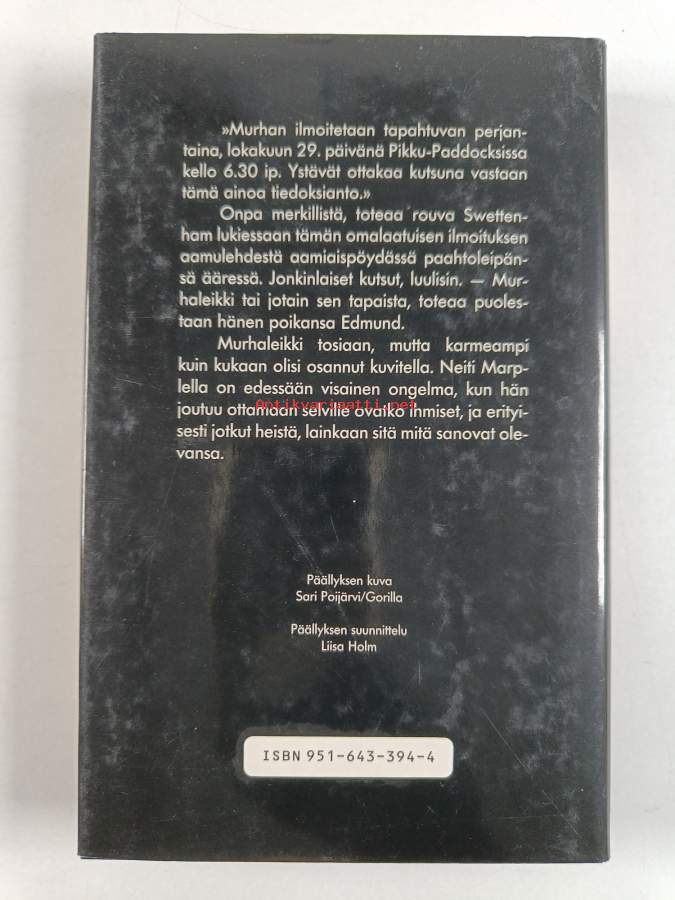 »Murhan ilmoitetaan tapahtuvan perjan-
taina, lokakuun 29. päivänä Pikku-Paddocksissa
kello 6.30 ip. Ystävät ottakaa kutsuna vastaan
tämä ainoa tiedoksianto.»
Onpa merkillistä, toteaa rouva Swetten-
ham lukiessaan tämän omalaatuisen ilmoituksen
aamulehdestä aamiaispöydässä paahtoleipän-
sä ääressä. Jonkinlaiset kutsut, luulisin. — Mur-
haleikki tai jotain sen tapaista, toteaa puoles-
taan hänen poikansa Edmund.
Murhaleikki tosiaan, mutta karmeampi
kuin kukaan olisi osannut kuvitella. Neiti Marp-
lella on edessään visainen ongelma, kun hän
Antikvariaatti.net
joutuu ottamaan selville ovatko ihmiset, ja erityi-
sesti jotkut heistä, lainkaan sitä mitä sanovat ole-
vansa.
Päällyksen kuva
Sari Poijärvi/Gorilla
Päällyksen suunnittelu
Liisa Holm
ISBN 951-643-394-4